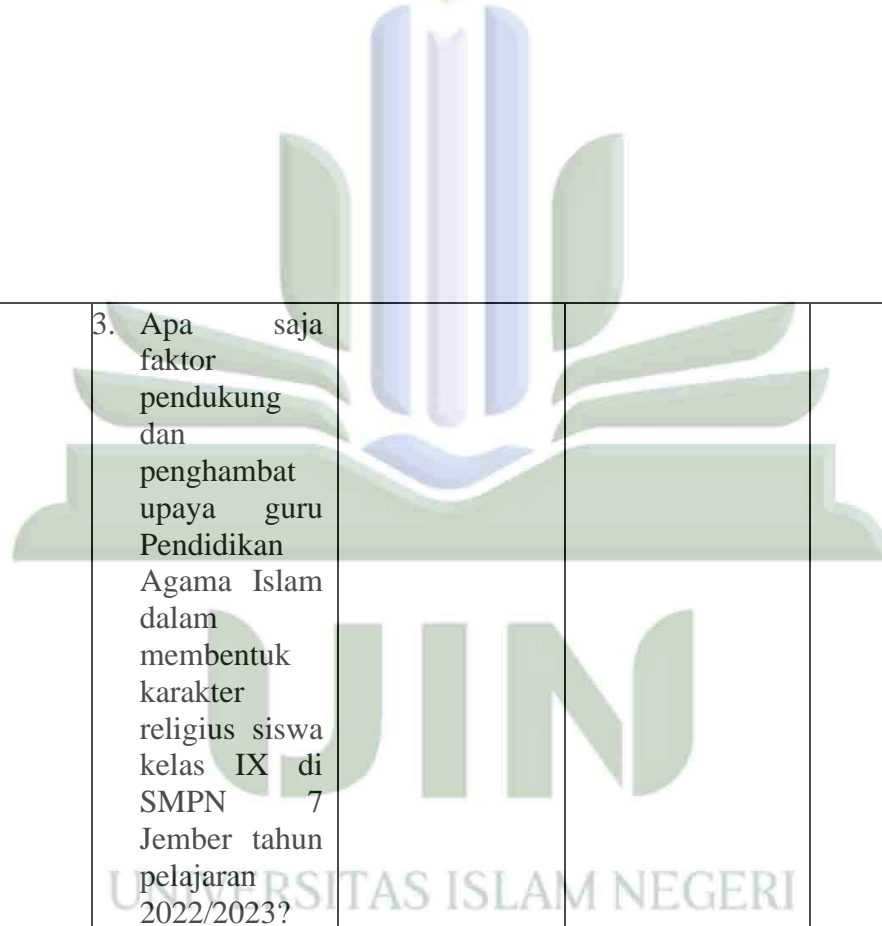 3. Apa saja
faktor
pendukung
dan
penghambat
upaya guru
Pendidikan
Agama Islam
dalam
membentuk
karakter
religius siswa
kelas IX di
SMPN 7
Jember tahun
pelajaran
2022/2023?
UIN
UNIVERSITAS ISLAM NEGERI